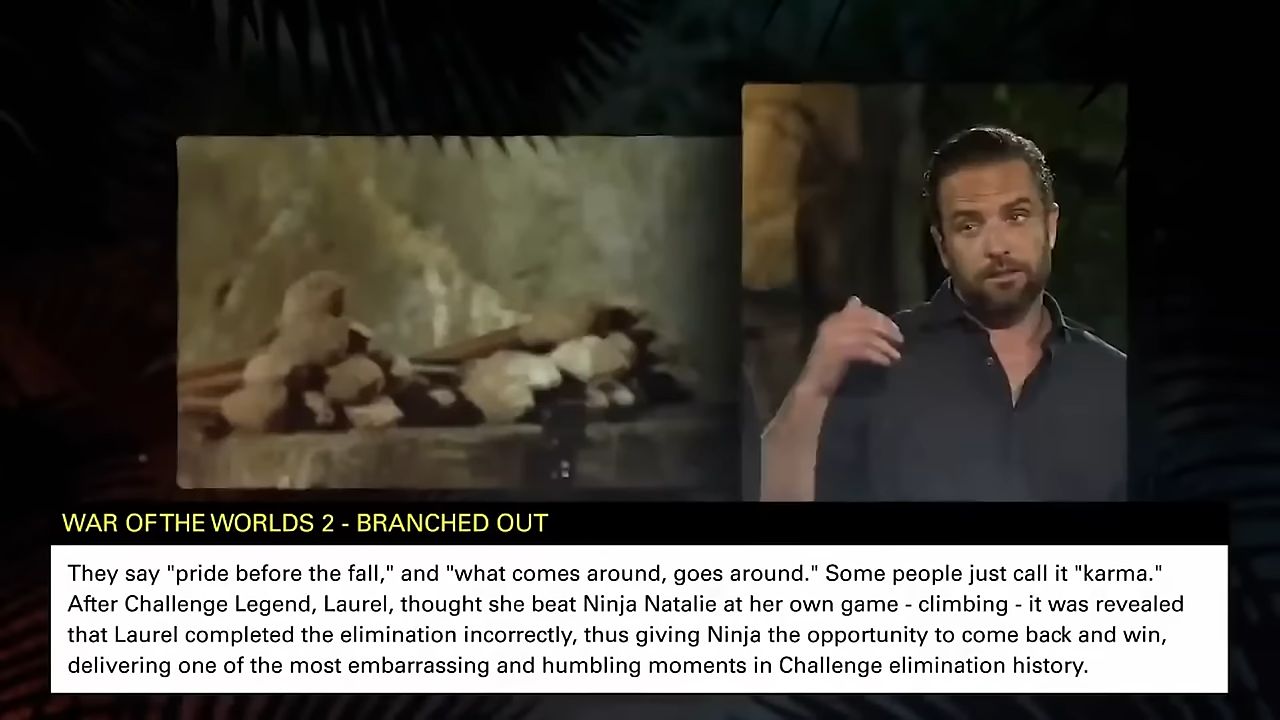 WAR OF THE WORLDS 2 - BRANCHED OUT
They say "pride before the fall," and "what comes around, goes around." Some people just call it "karma."
After Challenge Legend, Laurel, thought she beat Ninja Natalie at her own game - climbing - it was revealed
that Laurel completed the elimination incorrectly, thus giving Ninja the opportunity to come back and win,
delivering one of the most embarrassing and humbling moments in Challenge elimination history.